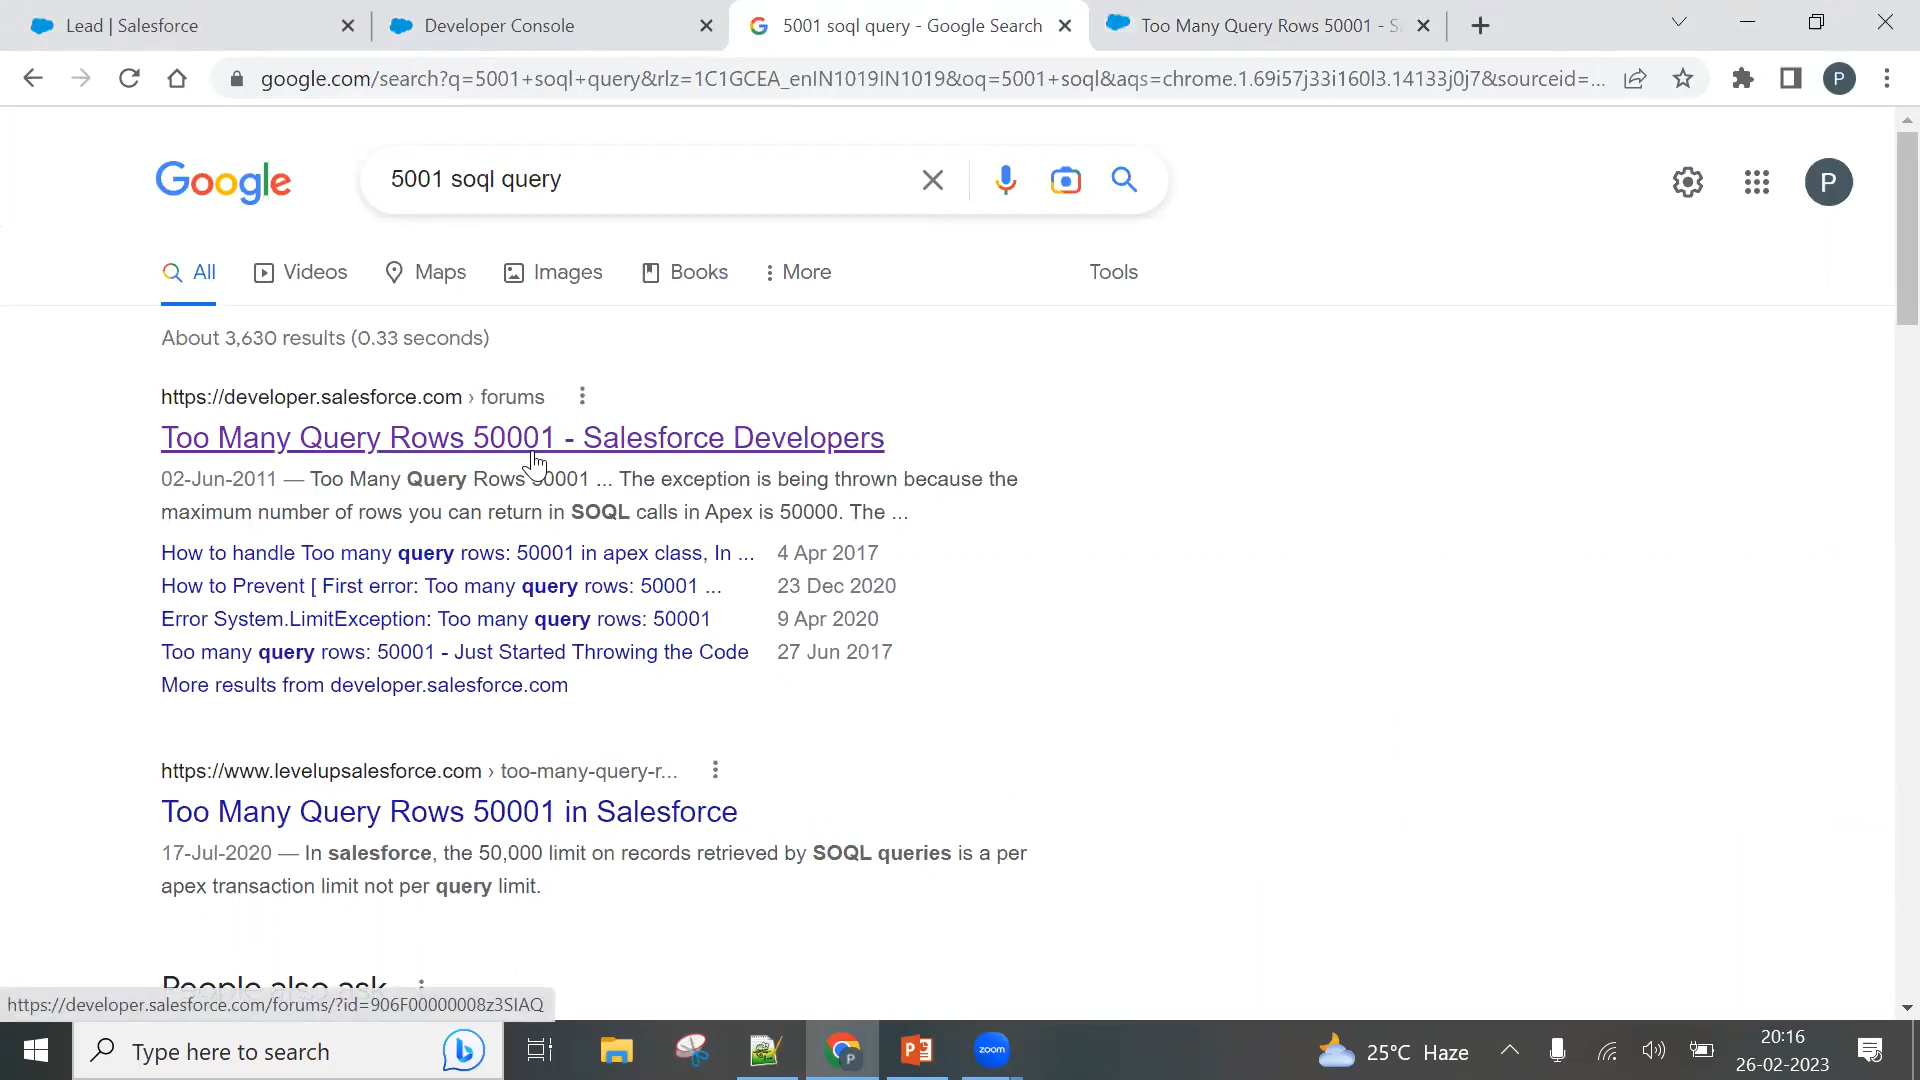 Lead | Salesforce
Developer Console
5001 soql query - Google Search
Too Many Query Rows 50001 - S
google.com/search?q=5001+soql+query&rlz=1C1GCEA_enIN1019IN1019&oq=5001+soql&aqs=chrome.1.69i57j33i160l3.14133j0j7&sourceid=...
P
Google
5001 soql query
P
All
Videos
Maps
Images
Books
More
Tools
About 3,630 results (0.33 seconds)
https://developer.salesforce.com › forums
Too Many Query Rows 50001 - Salesforce Developers
02-Jun-2011 — Too Many Query Rows 50001 ... The exception is being thrown because the
maximum number of rows you can return in SOQL calls in Apex is 50000. The ...
How to handle Too many query rows: 50001 in apex class, In ... 4 Apr 2017
How to Prevent [ First error: Too many query rows: 50001 ... 23 Dec 2020
Error System.LimitException: Too many query rows: 50001 9 Apr 2020
Too many query rows: 50001 - Just Started Throwing the Code 27 Jun 2017
More results from developer.salesforce.com
https://www.levelupsalesforce.com › too-many-query-r...
Too Many Query Rows 50001 in Salesforce
17-Jul-2020 — In salesforce, the 50,000 limit on records retrieved by SOQL queries is a per
apex transaction limit not per query limit.
People also ask
https://developer.salesforce.com/forums/?id=906F00000008z3SIAQ
Type here to search
zoom
25°C Haze
20:16
26-02-2023